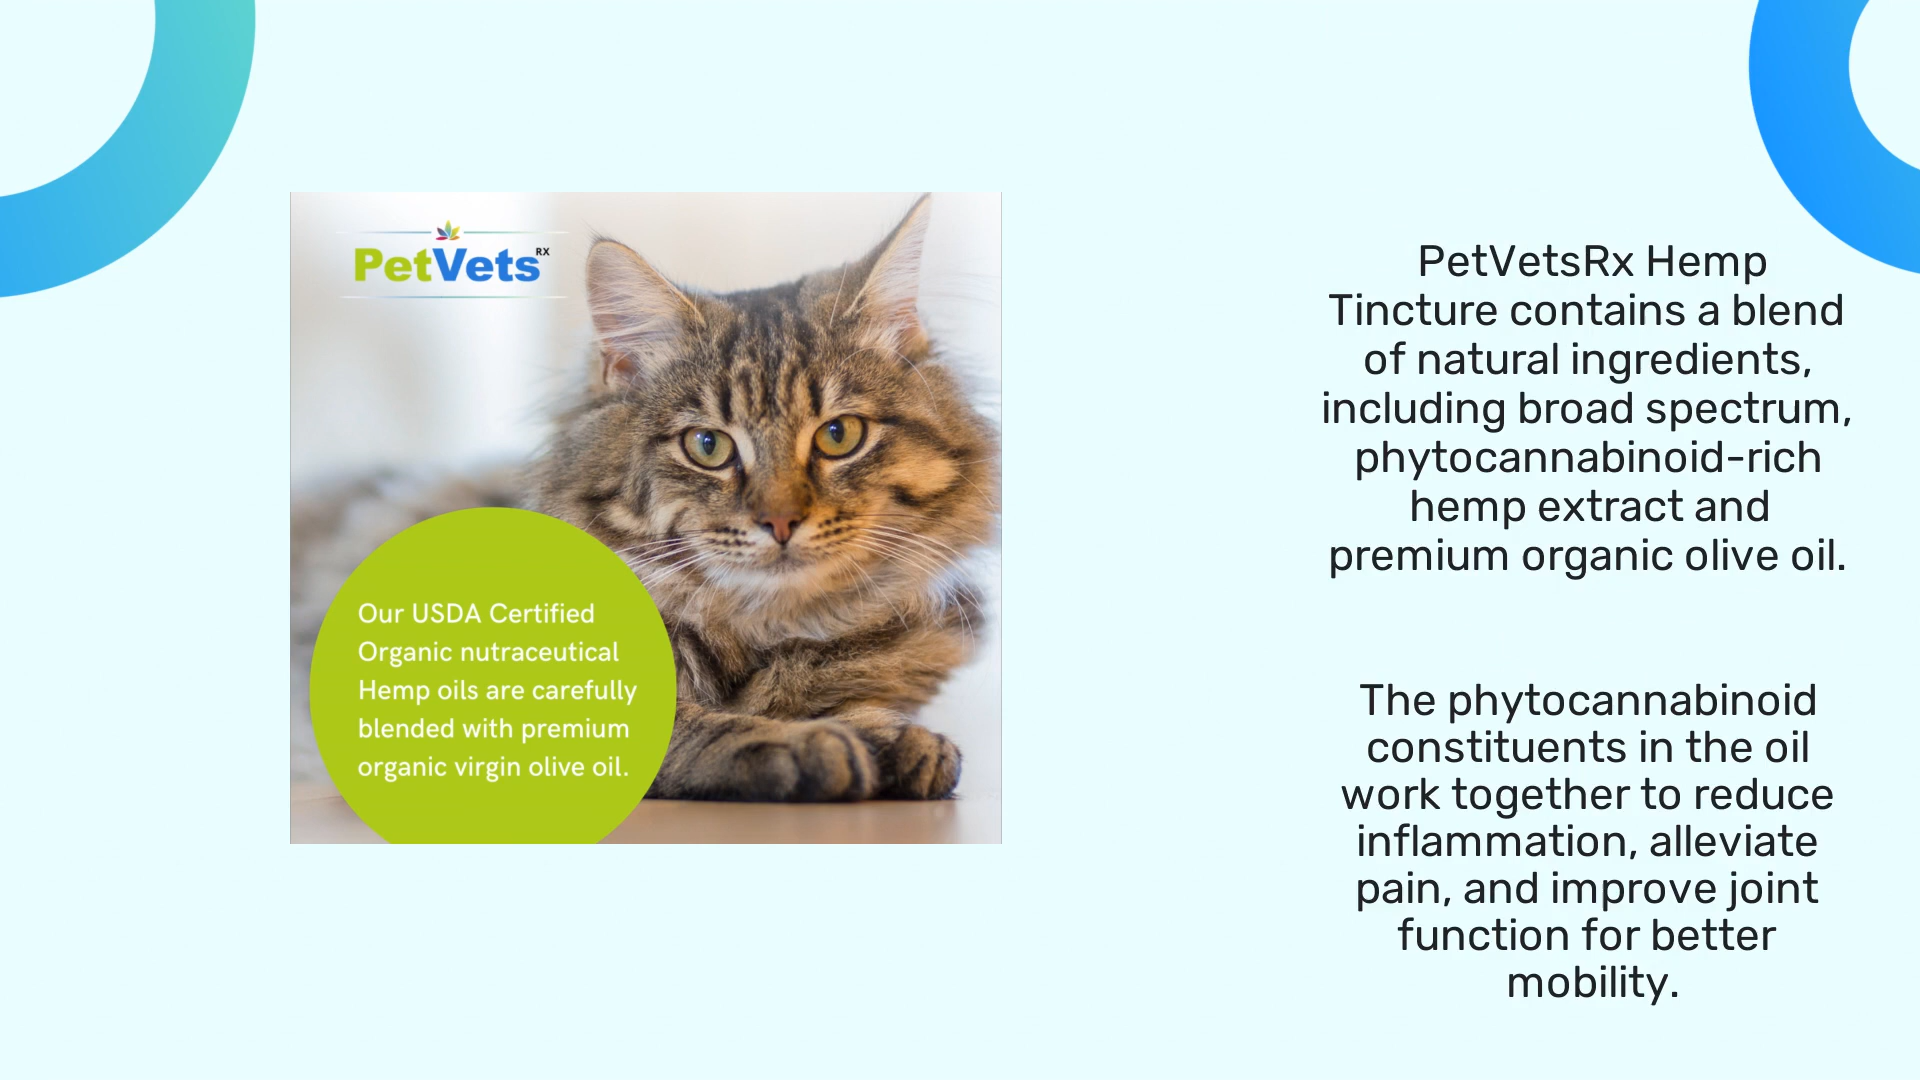 PetVets RX
Our USDA Certified
Organic nutraceutical
Hemp oils are carefully
blended with premium
organic virgin olive oil.
PetVetsRx Hemp
Tincture contains a blend
of natural ingredients,
including broad spectrum,
phytocannabinoid-rich
hemp extract and
premium organic olive oil.
The phytocannabinoid
constituents in the oil
work together to reduce
inflammation, alleviate
pain, and improve joint
function for better
mobility.